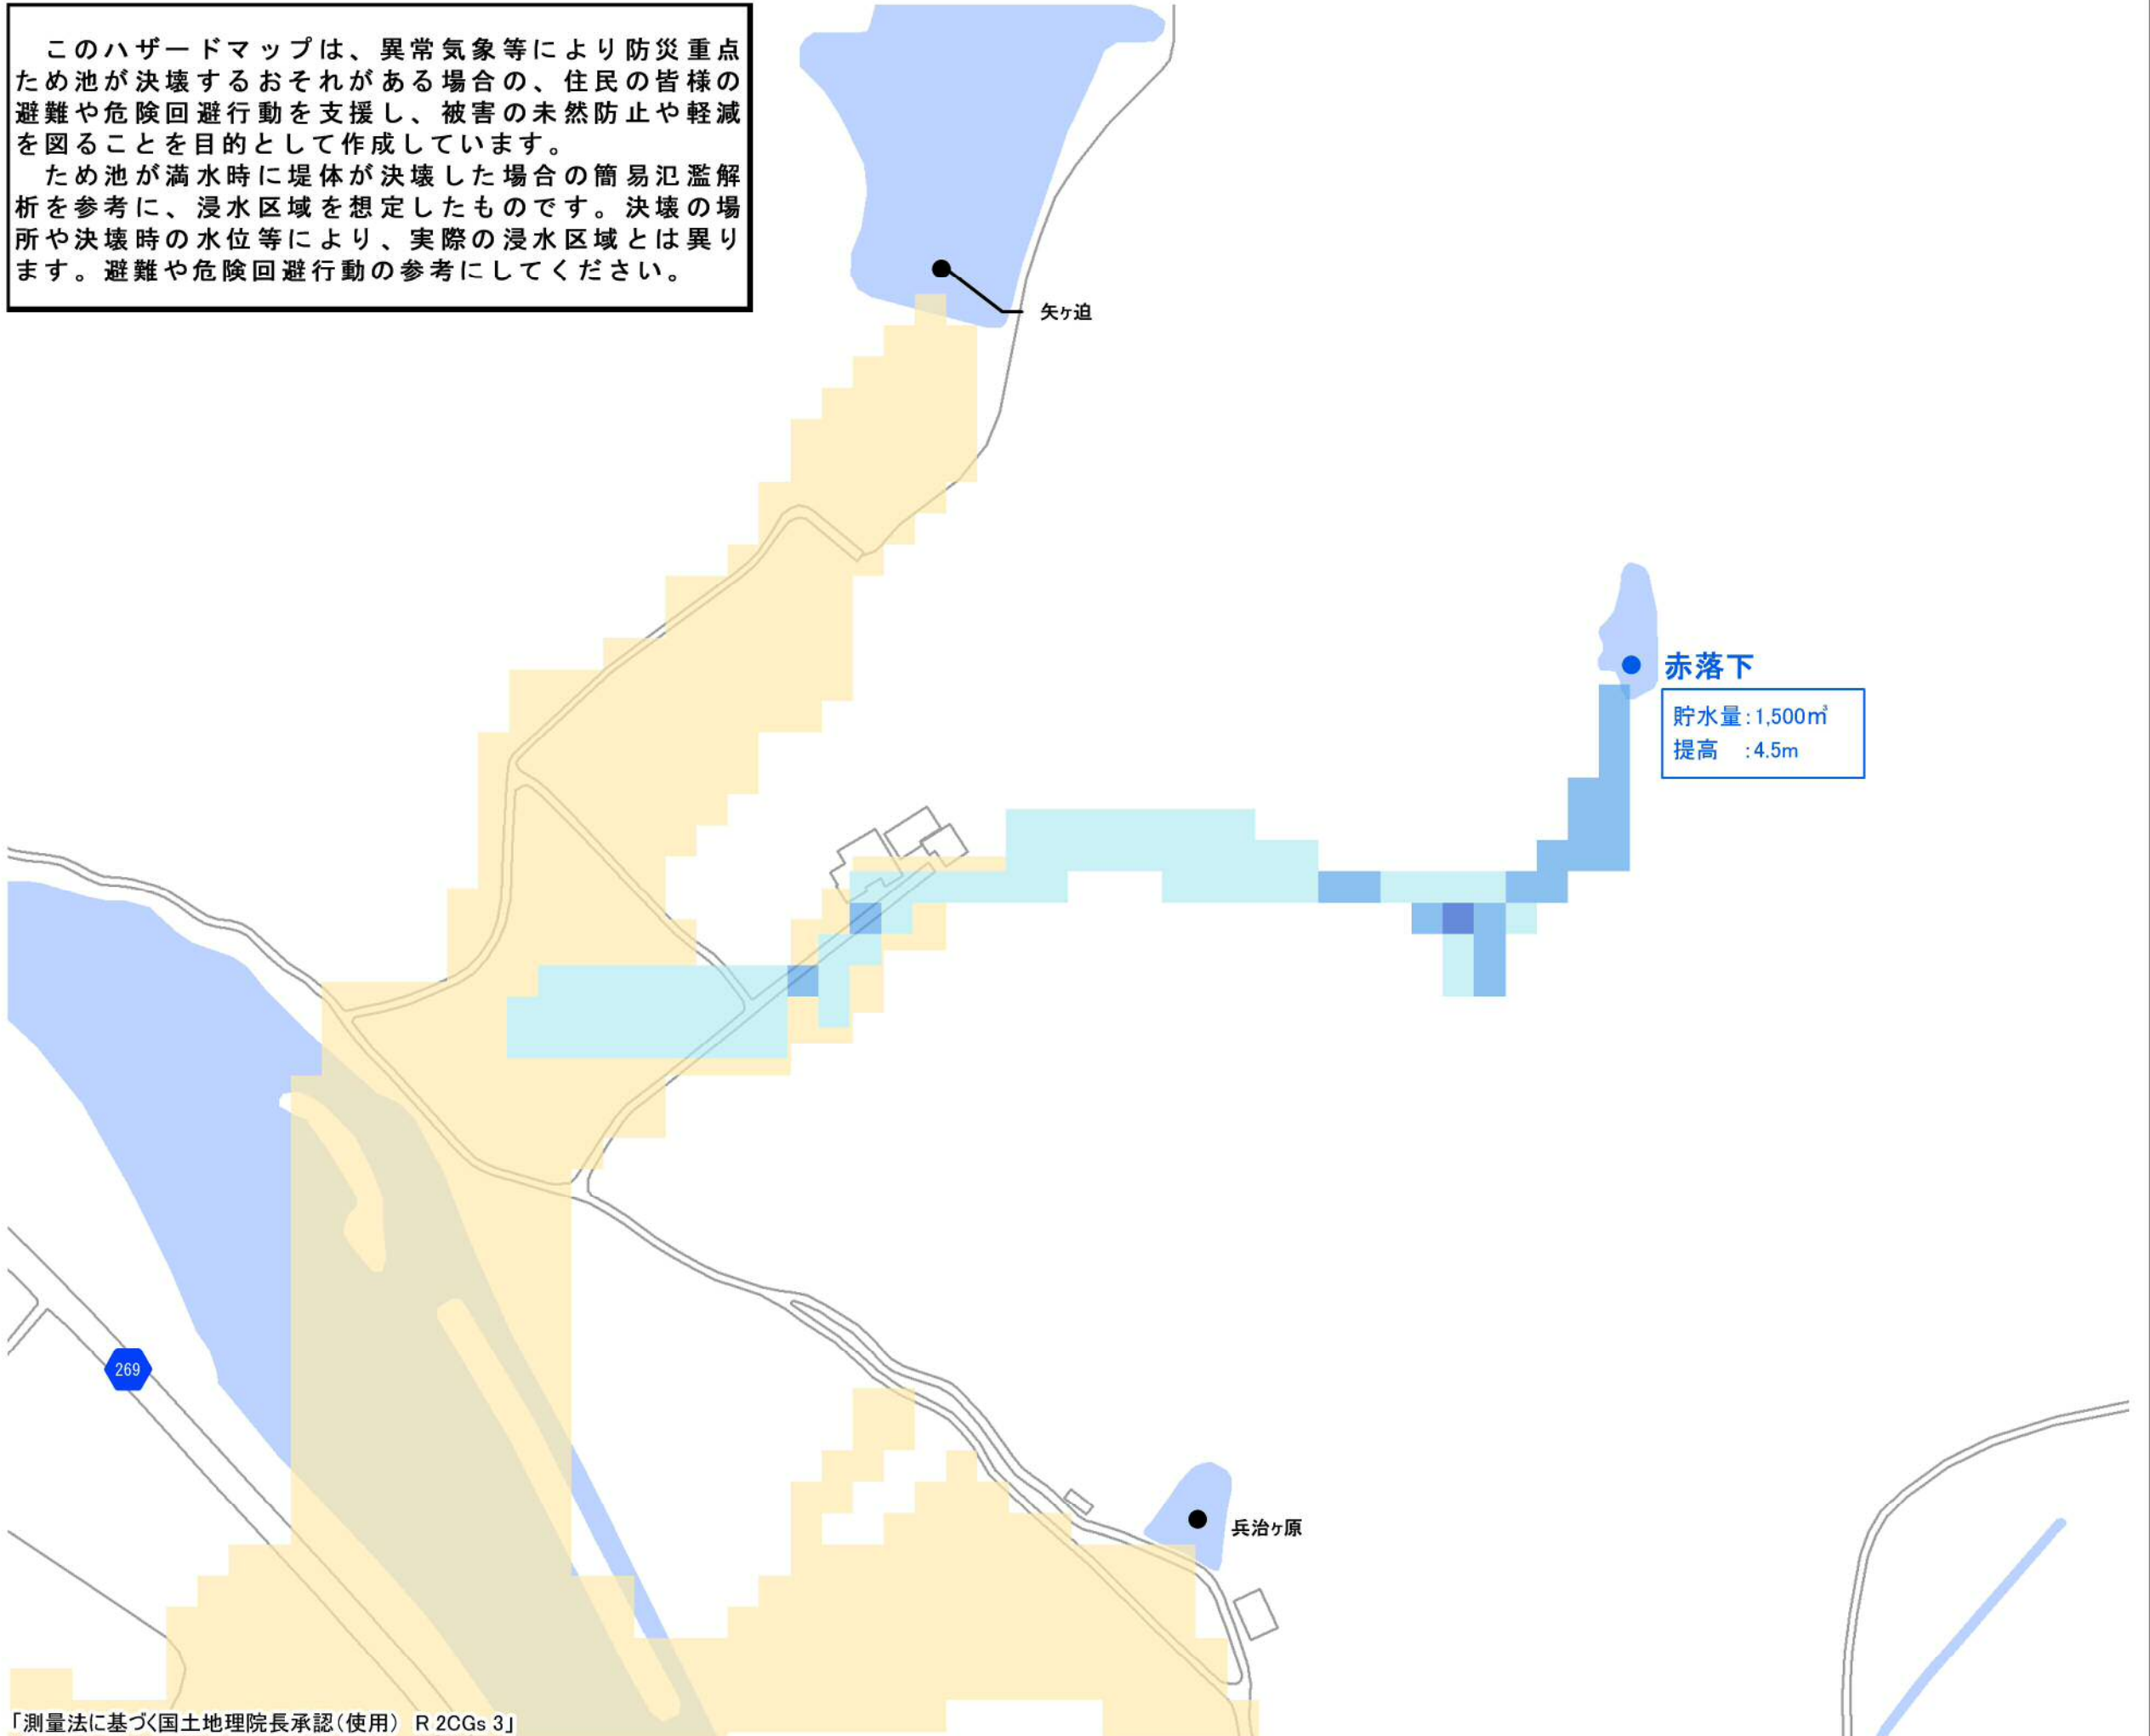 このハザードマップは、異常気象等により防災重点
ため池が決壊するおそれがある場合の、住民の皆様の
避難や危険回避行動を支援し、被害の未然防止や軽減
を図ることを目的として作成しています。
ため池が満水時に堤体が決壊した場合の簡易氾濫解
析を参考に、浸水区域を想定したものです。決壊の場
所や決壊時の水位等により、実際の浸水区域とは異り
ます。避難や危険回避行動の参考にしてください。
矢ヶ迫
赤落下
貯水量:1,500㎥
提高 :4.5m
269
兵治ヶ原
「測量法に基づく国土地理院長承認(使用) R 2CGs 3」